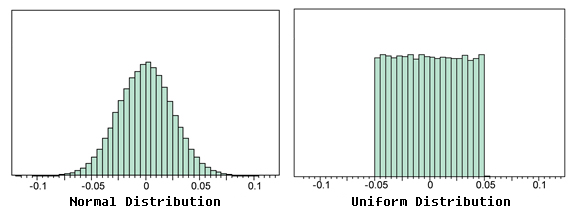 -0.1 -0.05 0 0.05 0.1
Normal Distribution
-0.1 -0.05 0 0.05 0.1
Uniform Distribution